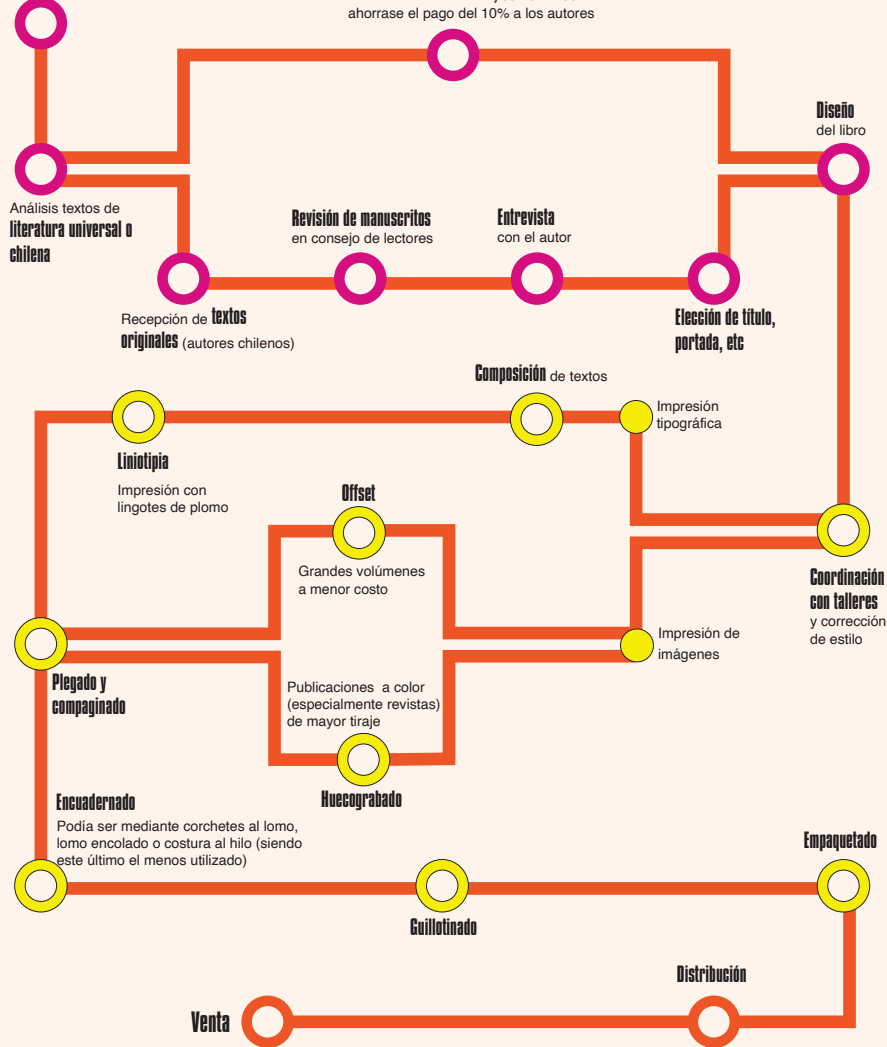 ahorrase el pago del 10% a los autores
Diseño
del libro
Análisis textos de
literatura universal o
chilena
Revisión de manuscritos
en consejo de lectores
Entrevista
con el autor
Recepción de textos
originales (autores chilenos)
Elección de título,
portada, etc
Composición de textos
Impresión
tipográfica
Liniotipia
Impresión con
lingotes de plomo
Offset
Grandes volúmenes
a menor costo
Coordinación
con talleres
y corrección
de estilo
Impresión de
imágenes
Plegado y
compaginado
Publicaciones a color
(especialmente revistas)
de mayor tiraje
Huecograbado
Encuadernado
Podía ser mediante corchetes al lomo,
lomo encolado o costura al hilo (siendo
este último el menos utilizado)
Empaquetado
Guillotinado
Distribución
Venta